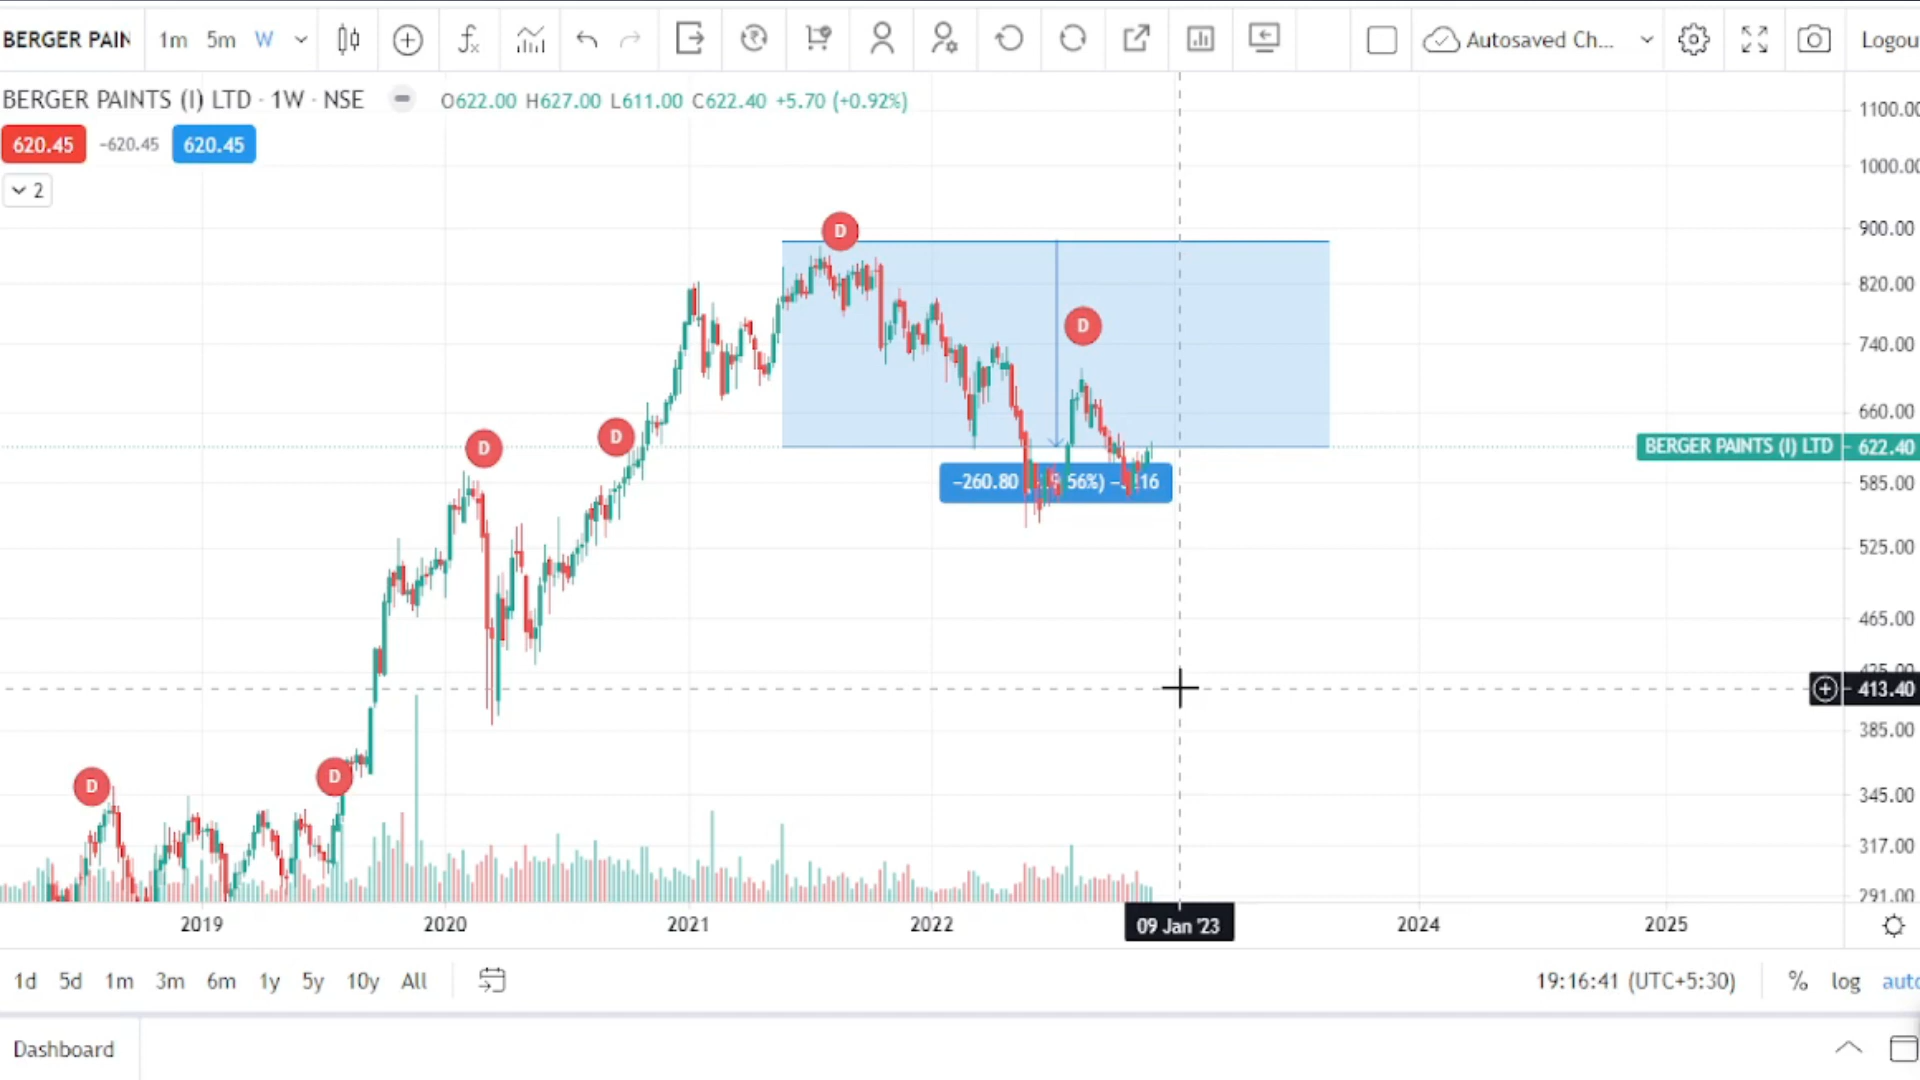 BERGER PAIN 1m 5m W Autosaved Ch... Logou
BERGER PAINTS (I) LTD · 1W · NSE O622.00 H627.00 L611.00 C622.40 +5.70 (+0.92%)
620.45 −620.45 620.45
2
1100.00
1000.00
900.00
820.00
740.00
660.00
BERGER PAINTS (I) LTD 622.40
585.00
525.00
465.00
413.40
385.00
345.00
317.00
291.00
D
D
D
D
D
D
−260.80 56%)
2019 2020 2021 2022 09 Jan '23 2024 2025
1d 5d 1m 3m 6m 1y 5y 10y All 19:16:41 (UTC+5:30) % log auto
Dashboard